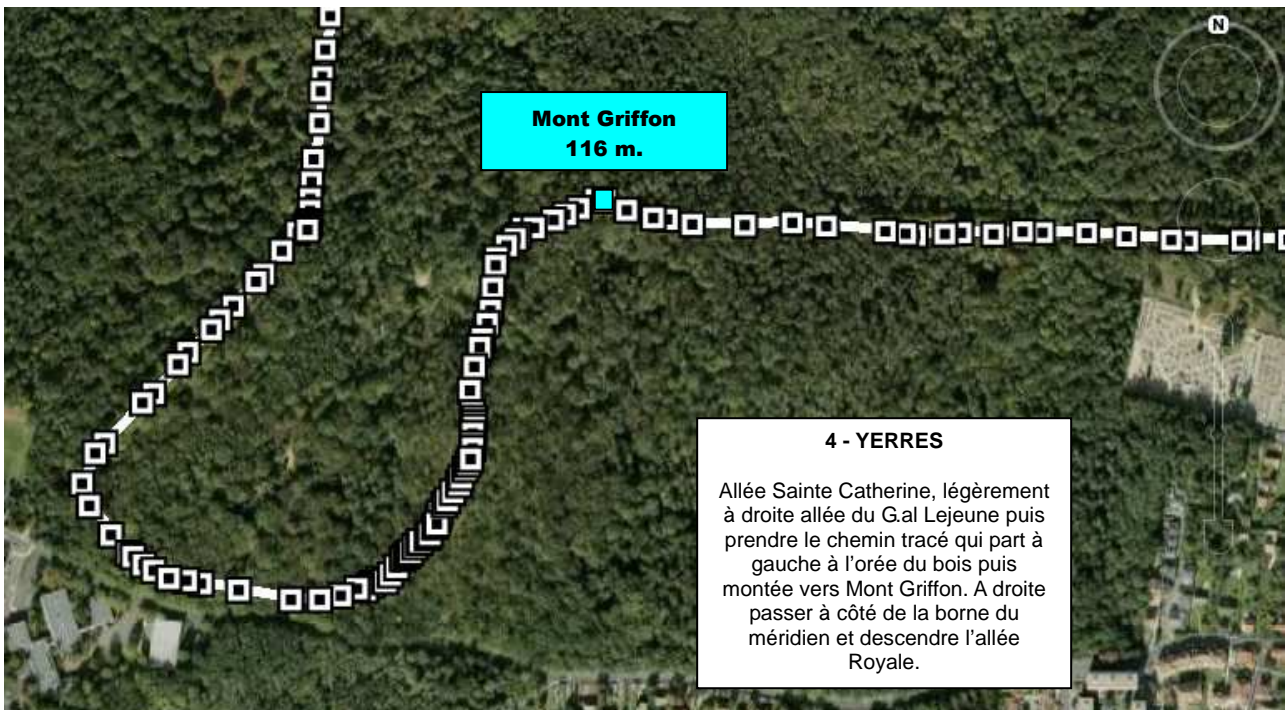 N
Mont Griffon
116 m.
4 - YERRES
Allée Sainte Catherine, légèrement
à droite allée du G.al Lejeune puis
prendre le chemin tracé qui part à
gauche à l’orée du bois puis
montée vers Mont Griffon. A droite
passer à côté de la borne du
méridien et descendre l’allée
Royale.